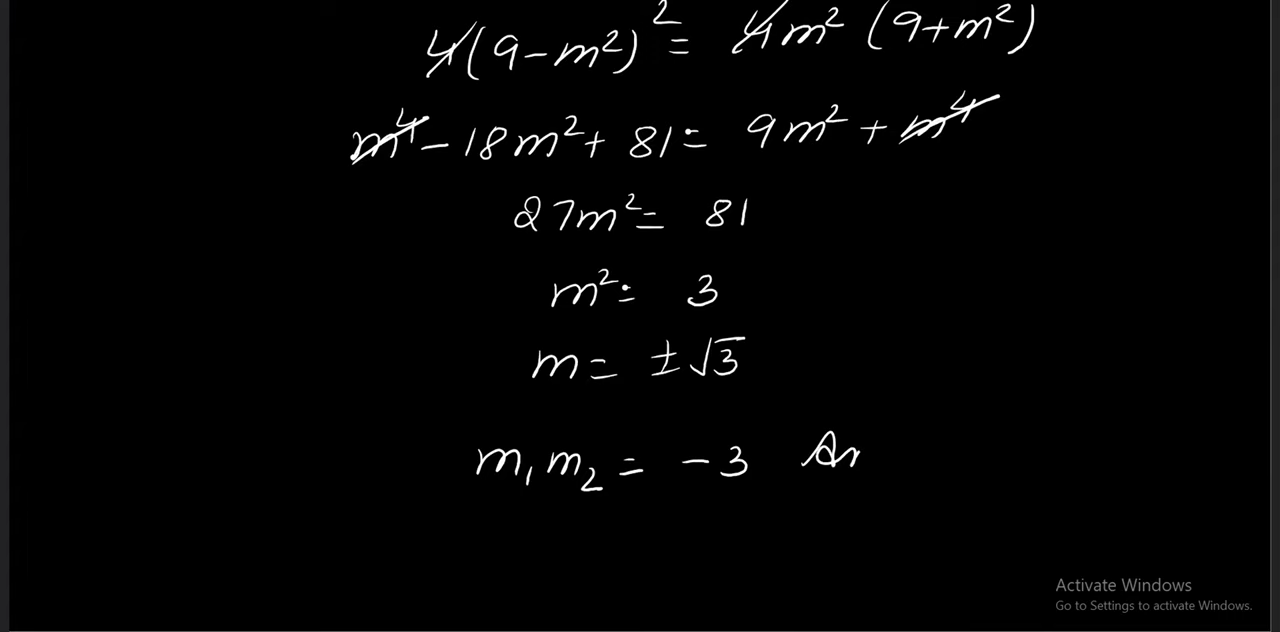 4(9-m²)² = 4m² (9+m²)
m⁴ - 18m² + 81 = 9m² + m⁴
27m² = 81
m² = 3
m = ±√3
m₁m₂ = -3 An
Activate Windows
Go to Settings to activate Windows.